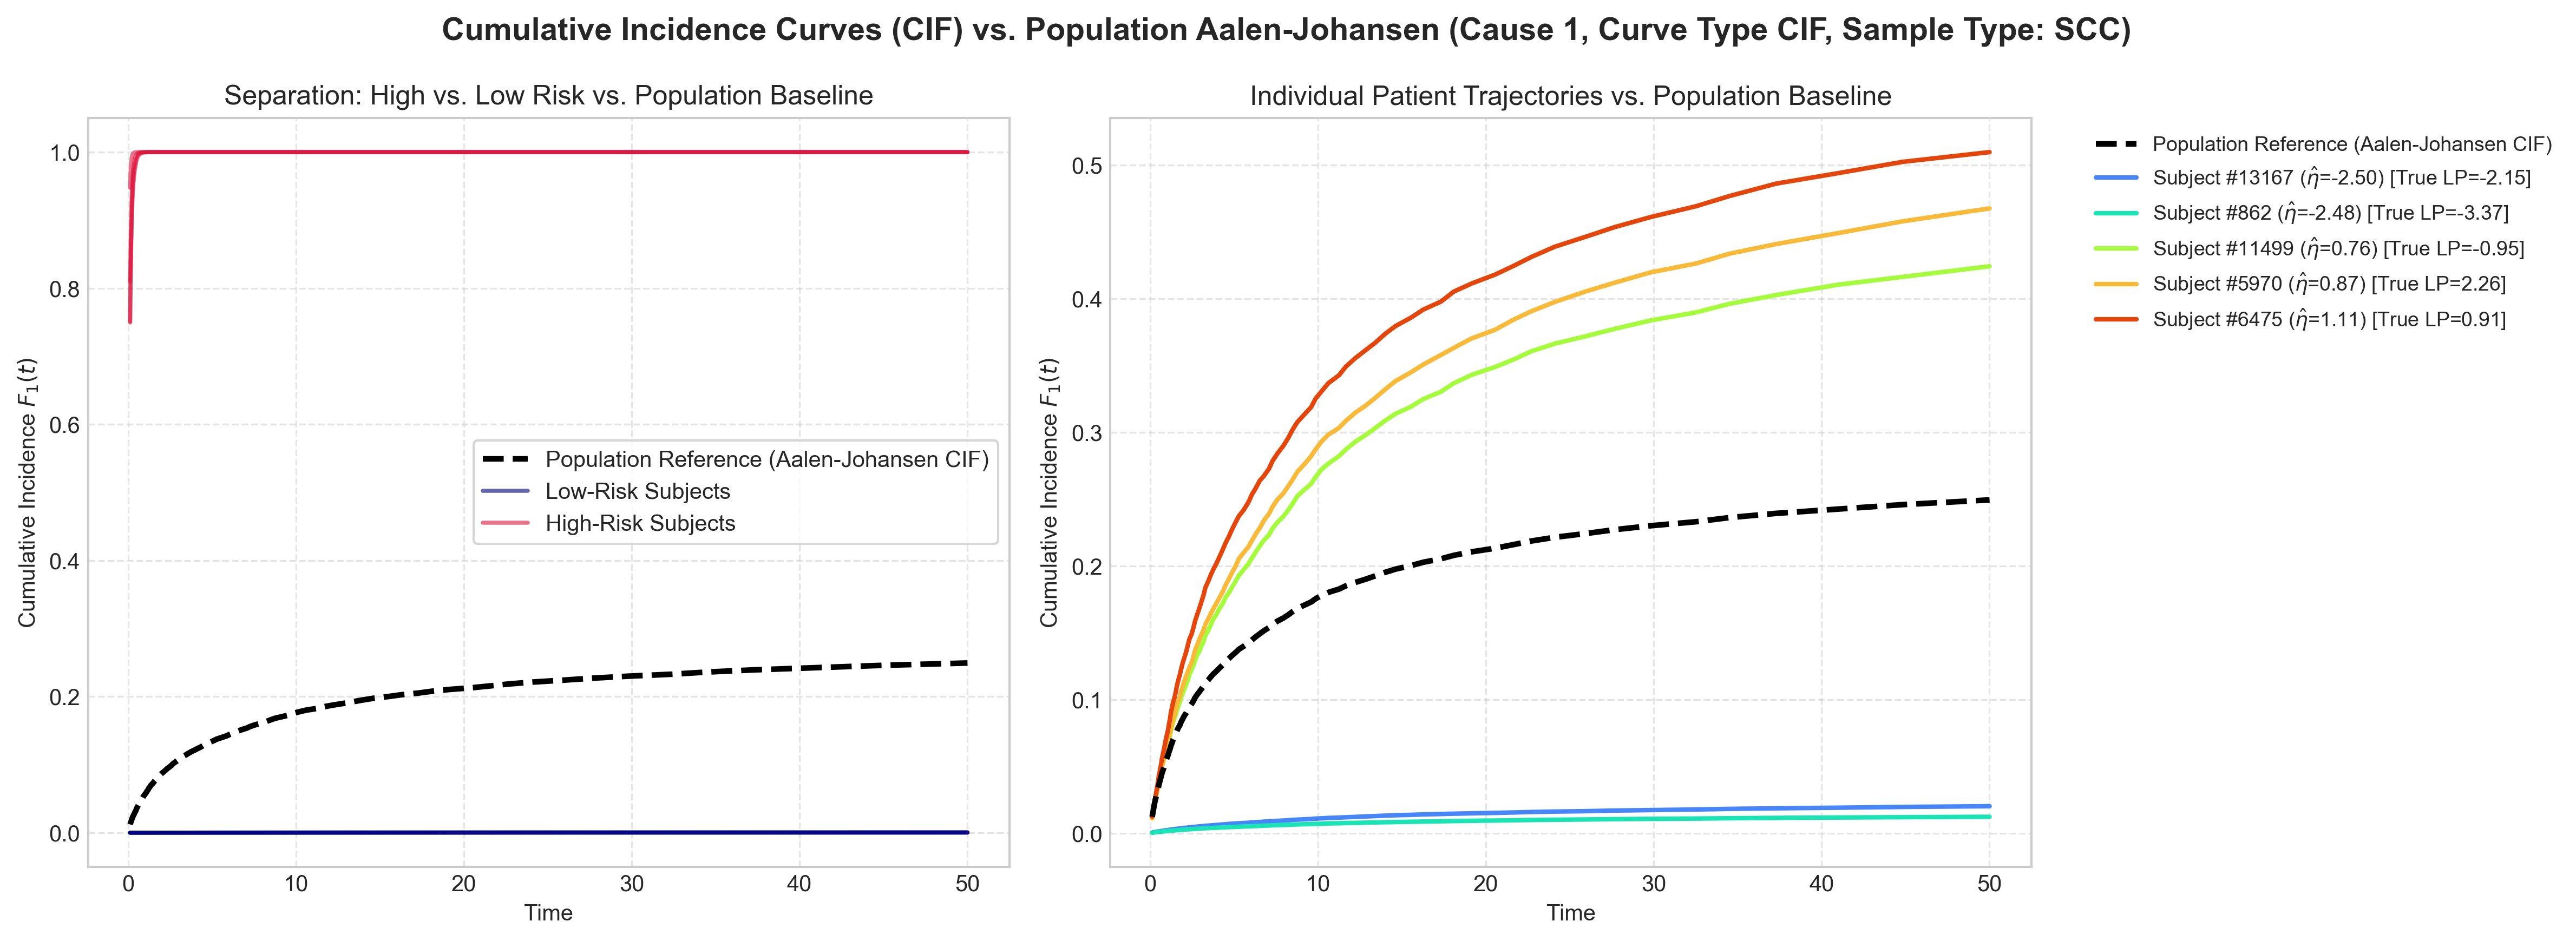 Cumulative Incidence Curves (CIF) vs. Population Aalen-Johansen (Cause 1, Curve Type CIF, Sample Type: SCC)
Separation: High vs. Low Risk vs. Population Baseline
Cumulative Incidence F₁(t)
1.0
0.8
0.6
0.4
0.2
0.0
Population Reference (Aalen-Johansen CIF)
Low-Risk Subjects
High-Risk Subjects
0 10 20 30 40 50
Time
Individual Patient Trajectories vs. Population Baseline
Cumulative Incidence F₁(t)
0.5
0.4
0.3
0.2
0.1
0.0
0 10 20 30 40 50
Time
Population Reference (Aalen-Johansen CIF)
Subject #13167 (η̂=-2.50) [True LP=-2.15]
Subject #862 (η̂=-2.48) [True LP=-3.37]
Subject #11499 (η̂=0.76) [True LP=-0.95]
Subject #5970 (η̂=0.87) [True LP=2.26]
Subject #6475 (η̂=1.11) [True LP=0.91]